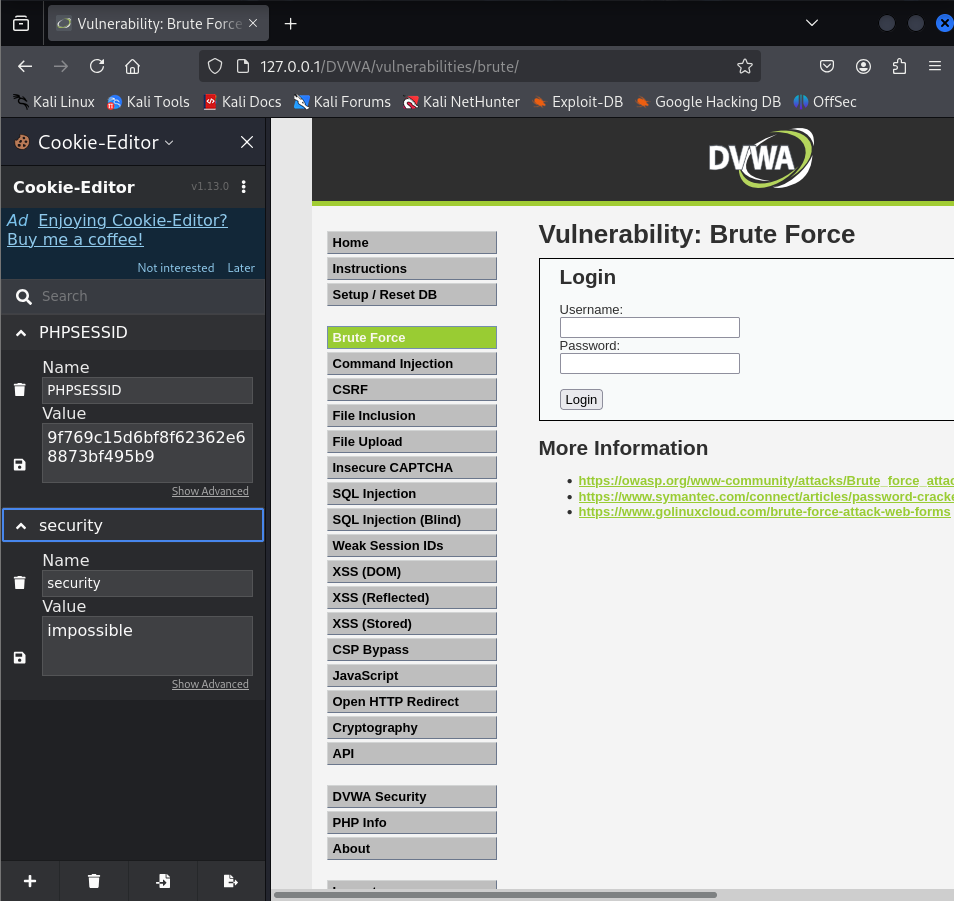 Vulnerability: Brute Force
127.0.0.1/DVWA/vulnerabilities/brute/
Kali Linux Kali Tools Kali Docs Kali Forums Kali NetHunter Exploit-DB Google Hacking DB OffSec
Cookie-Editor
Cookie-Editor v1.13.0
Ad Enjoying Cookie-Editor?
Buy me a coffee!
Not interested Later
Search
PHPSESSID
Name
PHPSESSID
Value
9f769c15d6bf8f62362e6
8873bf495b9
Show Advanced
security
Name
security
Value
impossible
Show Advanced
DVWA
Home
Instructions
Setup / Reset DB
Brute Force
Command Injection
CSRF
File Inclusion
File Upload
Insecure CAPTCHA
SQL Injection
SQL Injection (Blind)
Weak Session IDs
XSS (DOM)
XSS (Reflected)
XSS (Stored)
CSP Bypass
JavaScript
Open HTTP Redirect
Cryptography
API
DVWA Security
PHP Info
About
Vulnerability: Brute Force
Login
Username:
Password:
Login
More Information
https://owasp.org/www-community/attacks/Brute_force_attac
https://www.symantec.com/connect/articles/password-cracke
https://www.golinuxcloud.com/brute-force-attack-web-forms